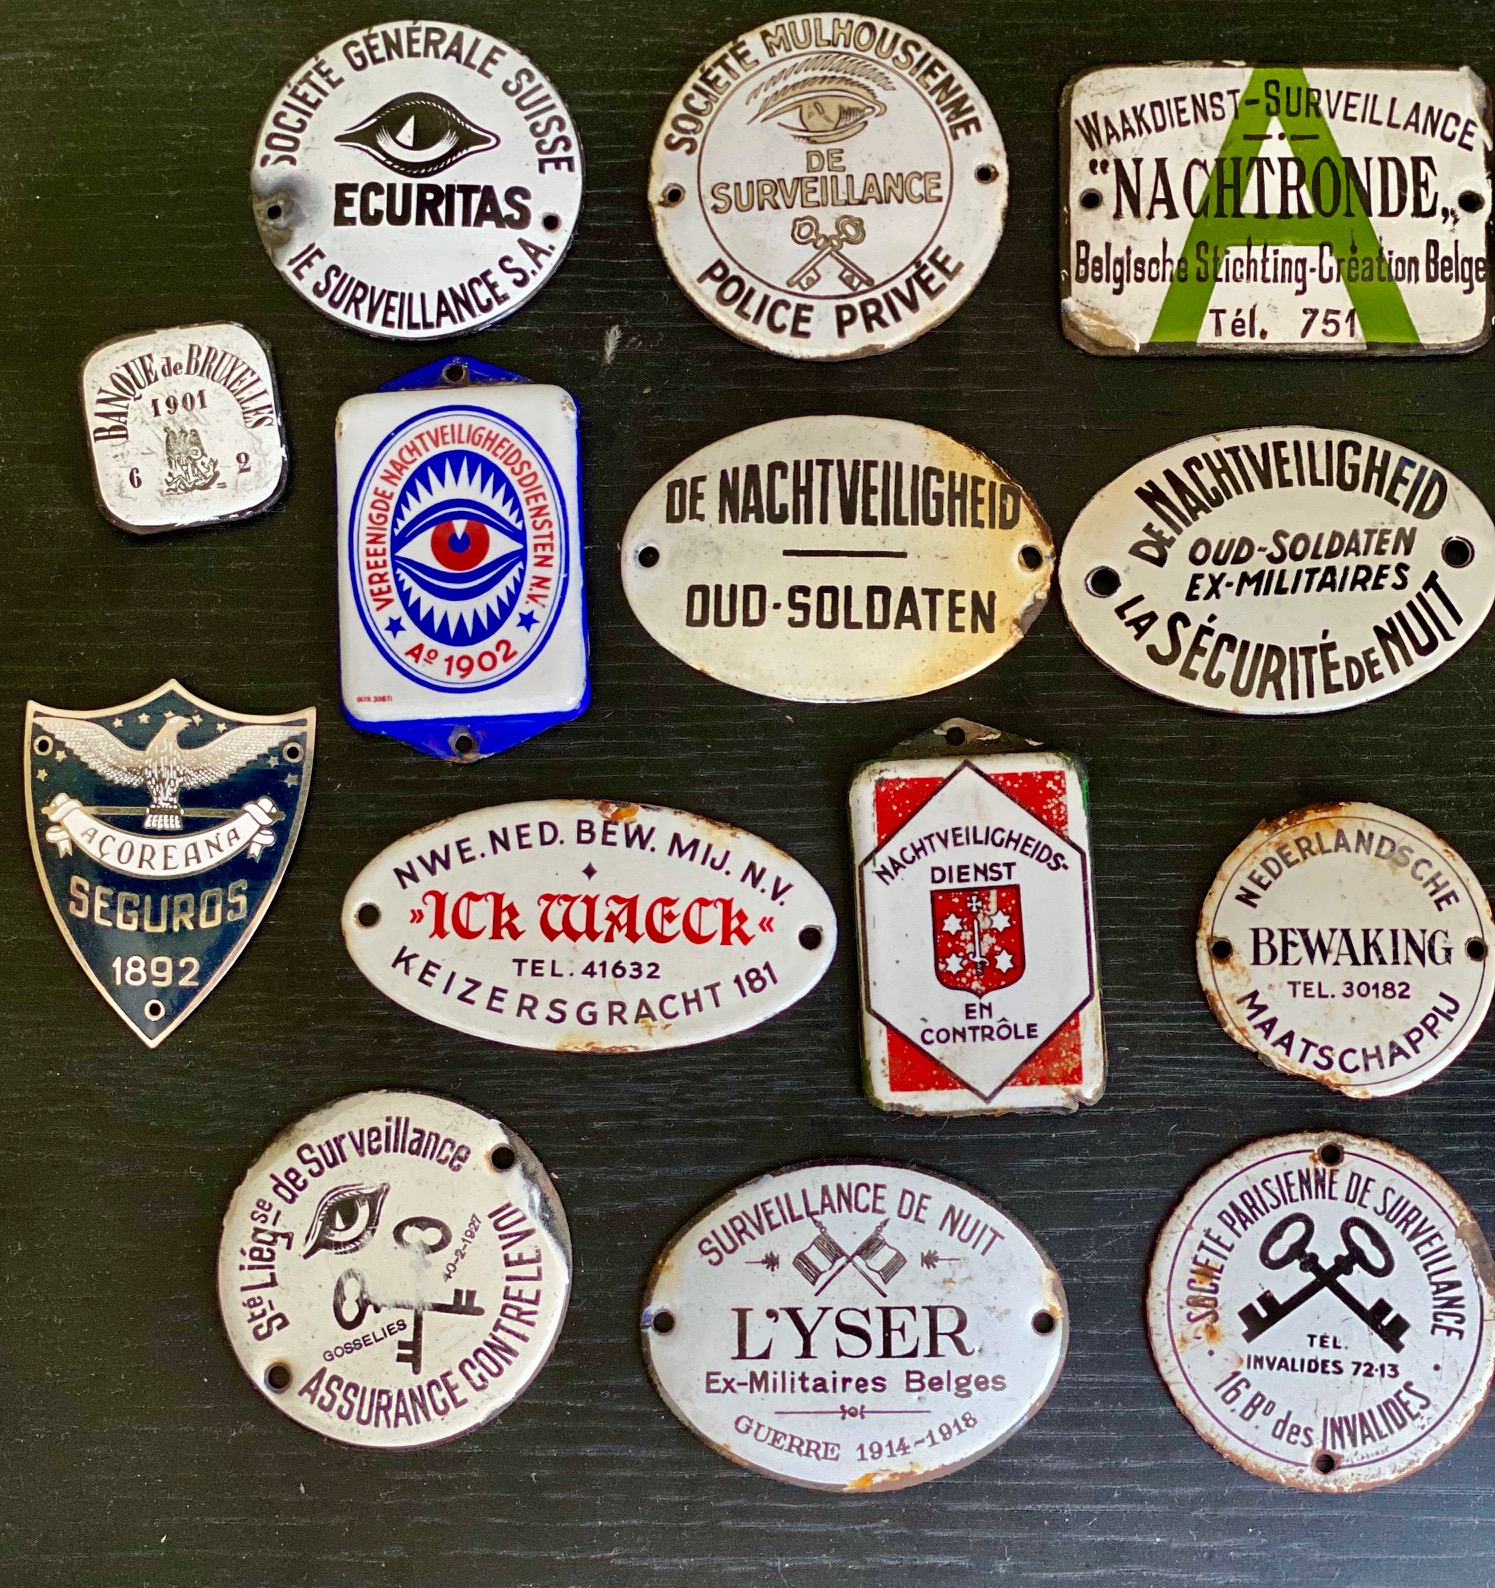 SOCIÉTÉ GÉNÉRALE SUISSE
ECURITAS
IE SURVEILLANCE S.A.
SOCIÉTÉ MULHOUSIENNE
DE
SURVEILLANCE
POLICE PRIVÉE
WAAKDIENST-SURVEILLANCE
A
“NACHTRONDE„
Belgische Stichting-Création Belge
Tél. 751
BANQUE de BRUXELLES
1901
6 2
VEREENIGDE NACHTVEILIGHEIDSDIENSTEN N.V.
Aº 1902
DE NACHTVEILIGHEID
OUD-SOLDATEN
DE NACHTVEILIGHEID
OUD-SOLDATEN
EX-MILITAIRES
LA SÉCURITÉ DE NUIT
AÇOREANA
SEGUROS
1892
NWE. NED. BEW. MIJ. N.V.
»ICK WAECK«
TEL. 41632
KEIZERSGRACHT 181
NACHTVEILIGHEIDS-
DIENST
EN
CONTRÔLE
NEDERLANDSCHE
BEWAKING
TEL. 30182
MAATSCHAPPIJ
Sté Liégse de Surveillance
40-2-1927
GOSSELIES
ASSURANCE CONTRE LE VOL
SURVEILLANCE DE NUIT
L'YSER
Ex-Militaires Belges
GUERRE 1914-1918
SOCIÉTÉ PARISIENNE DE SURVEILLANCE
TÉL.
INVALIDES 72-13
16. Bd des INVALIDES